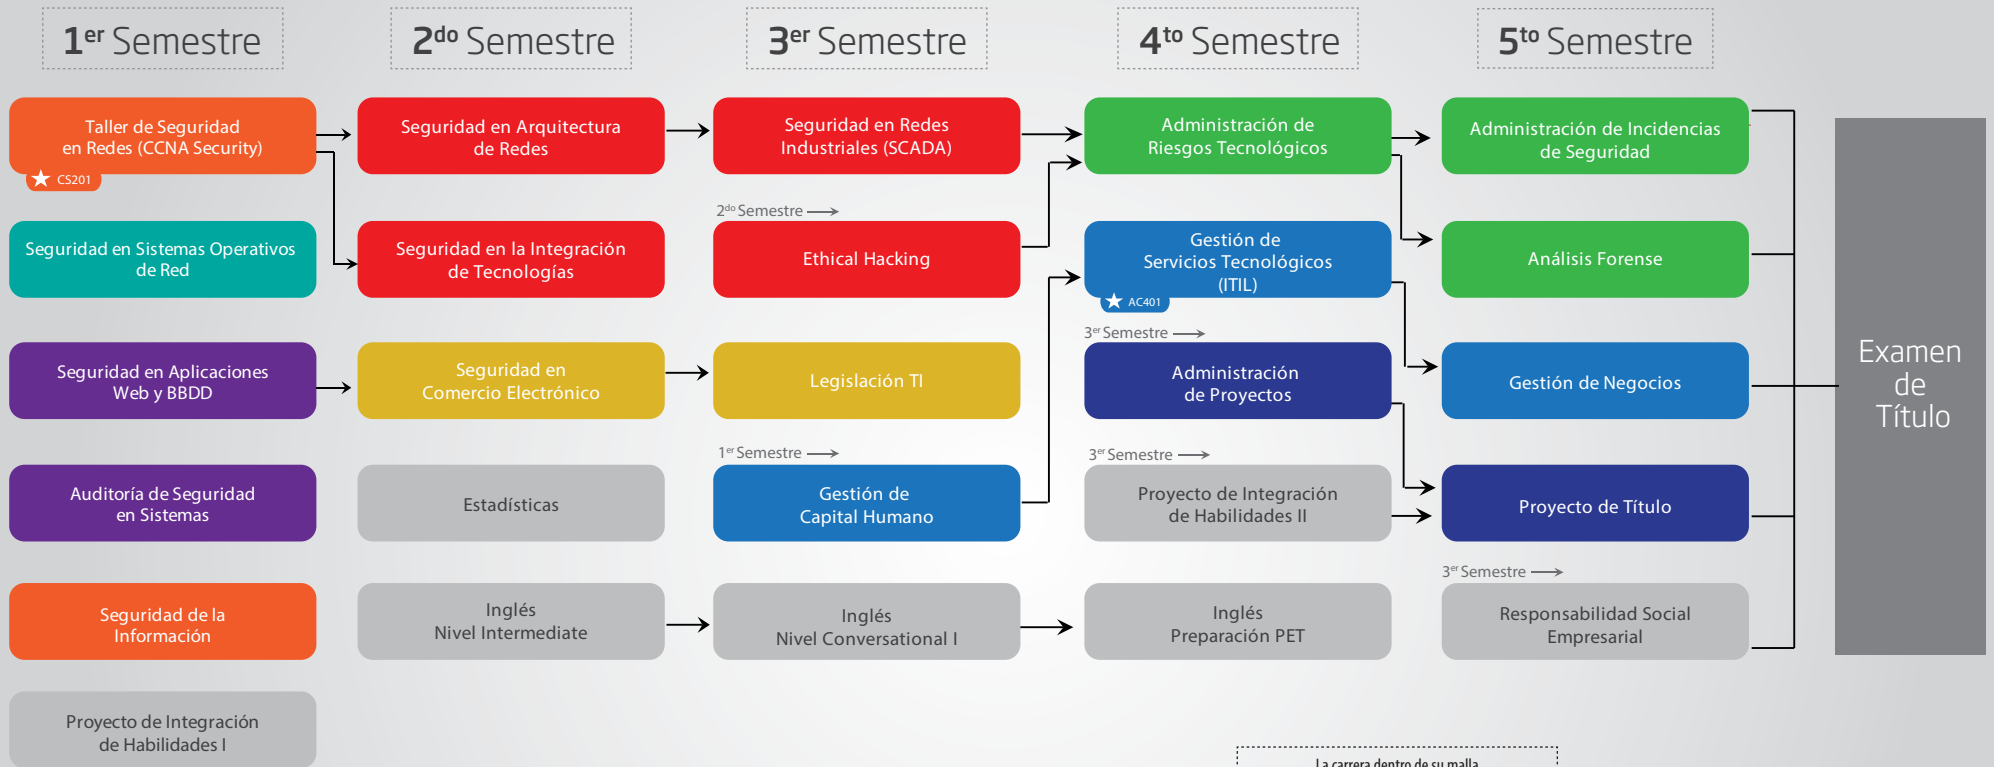 1er Semestre
2do Semestre
3er Semestre
4to Semestre
5to Semestre
Taller de Seguridad
en Redes (CCNA Security)
CS201
Seguridad en Sistemas Operativos
de Red
Seguridad en Aplicaciones
Web y BBDD
Auditoría de Seguridad
en Sistemas
Seguridad de la
Información
Proyecto de Integración
de Habilidades I
Seguridad en Arquitectura
de Redes
Seguridad en la Integración
de Tecnologías
Seguridad en
Comercio Electrónico
Estadísticas
Inglés
Nivel Intermediate
Seguridad en Redes
Industriales (SCADA)
2do Semestre
Ethical Hacking
Legislación TI
1er Semestre
Gestión de
Capital Humano
Inglés
Nivel Conversational I
Administración de
Riesgos Tecnológicos
Gestión de
Servicios Tecnológicos
(ITIL)
AC401
3er Semestre
Administración
de Proyectos
3er Semestre
Proyecto de Integración
de Habilidades II
Inglés
Preparación PET
Administración de Incidencias
de Seguridad
Análisis Forense
Gestión de Negocios
Proyecto de Título
3er Semestre
Responsabilidad Social
Empresarial
Examen
de
Título
La carrera dentro de su malla